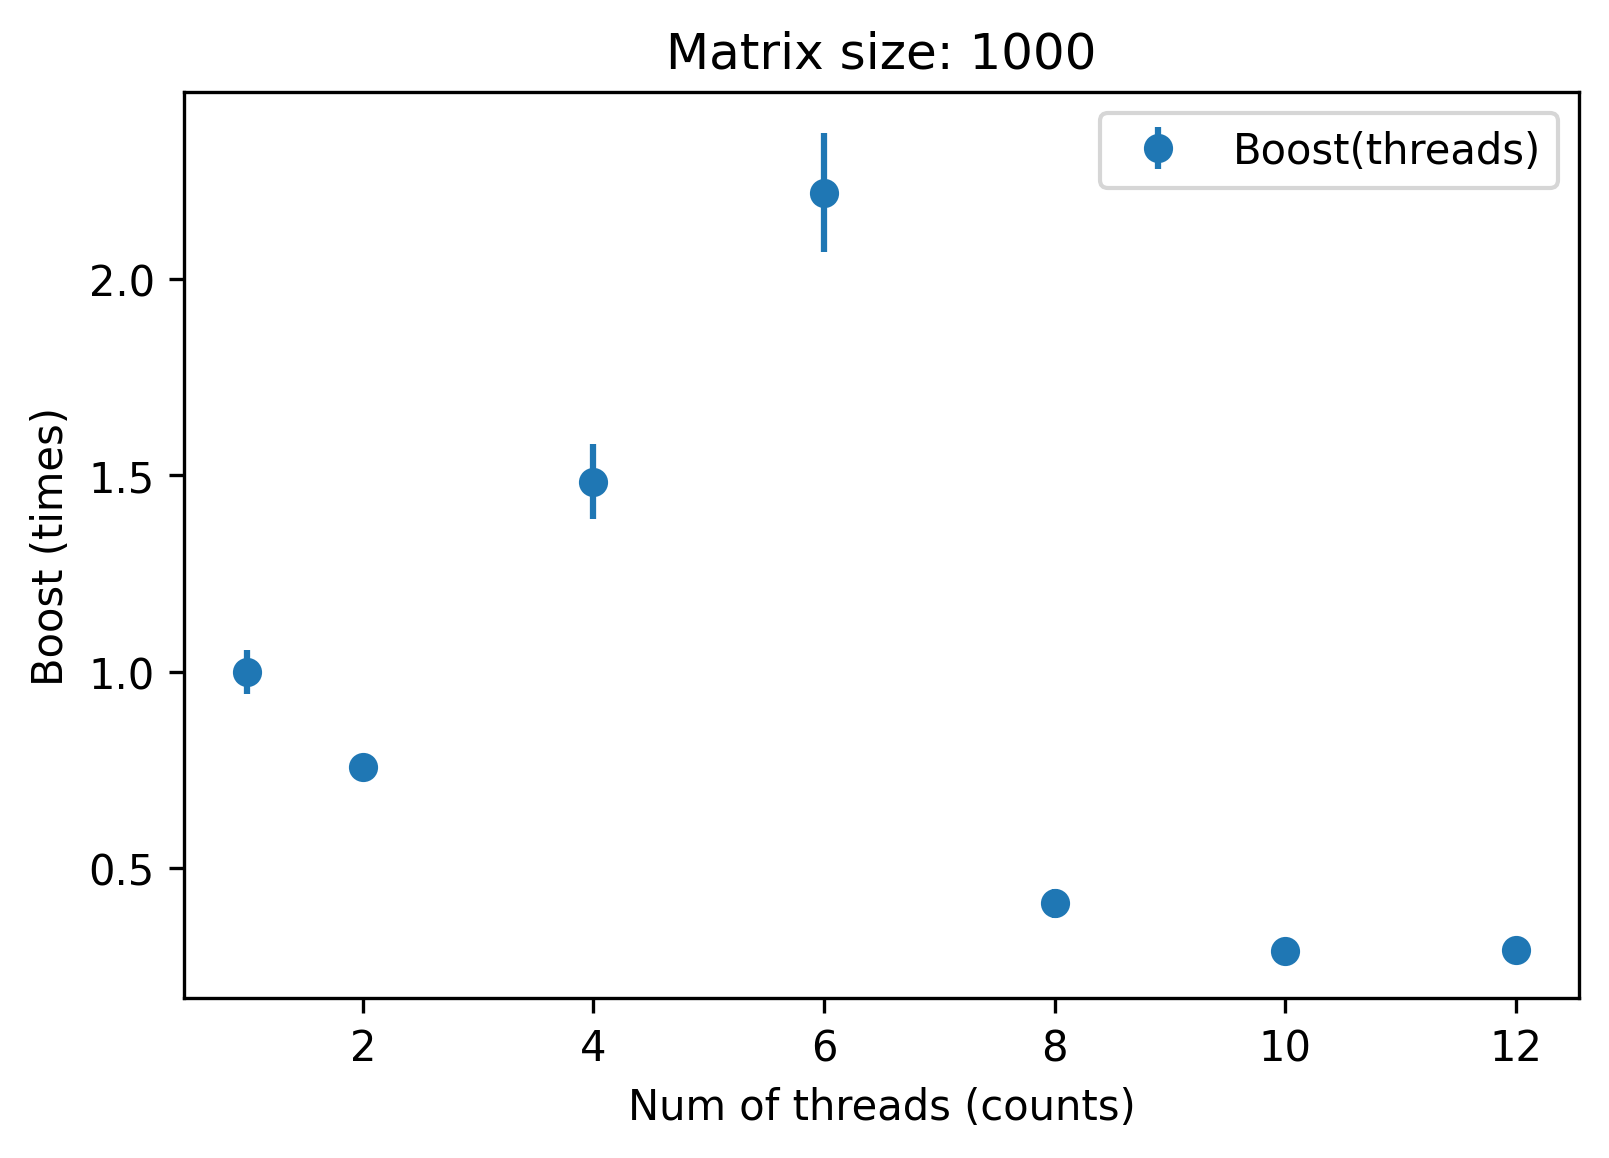 Matrix size: 1000
Boost(threads)
Boost (times)
2.0
1.5
1.0
0.5
2 4 6 8 10 12
Num of threads (counts)